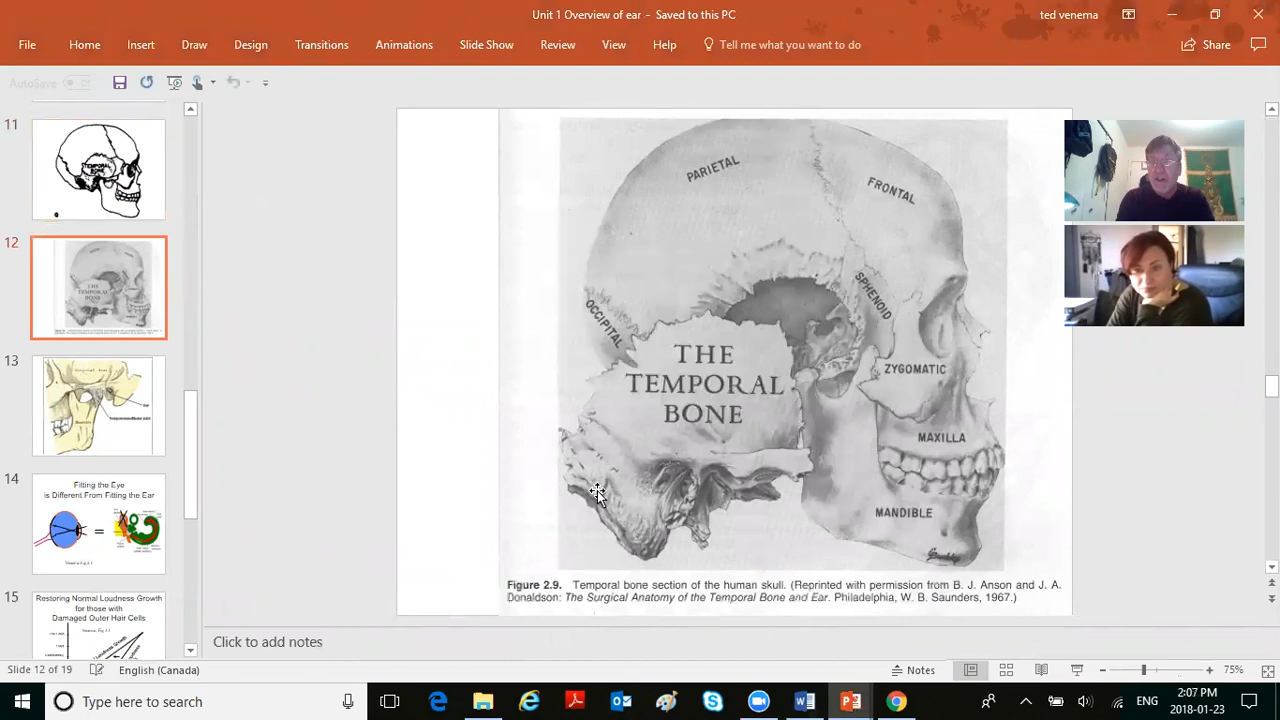 Unit 1 Overview of ear - Saved to this PC
ted venema
File Home Insert Draw Design Transitions Animations Slide Show Review View Help Tell me what you want to do Share
AutoSave
11
TEMPORAL
BONE
12
THE
TEMPORAL
BONE
13
14
Fitting the Eye
is Different From Fitting the Ear
=
15
Restoring Normal Loudness Growth
for those with
Damaged Outer Hair Cells
PARIETAL
FRONTAL
SPHENOID
OCCIPITAL
THE
TEMPORAL
BONE
ZYGOMATIC
MAXILLA
MANDIBLE
Figure 2.9. Temporal bone section of the human skull. (Reprinted with permission from B. J. Anson and J. A.
Donaldson: The Surgical Anatomy of the Temporal Bone and Ear. Philadelphia, W. B. Saunders, 1967.)
Click to add notes
Slide 12 of 19 English (Canada) Notes 75%
Type here to search
ENG
2:07 PM
2018-01-23